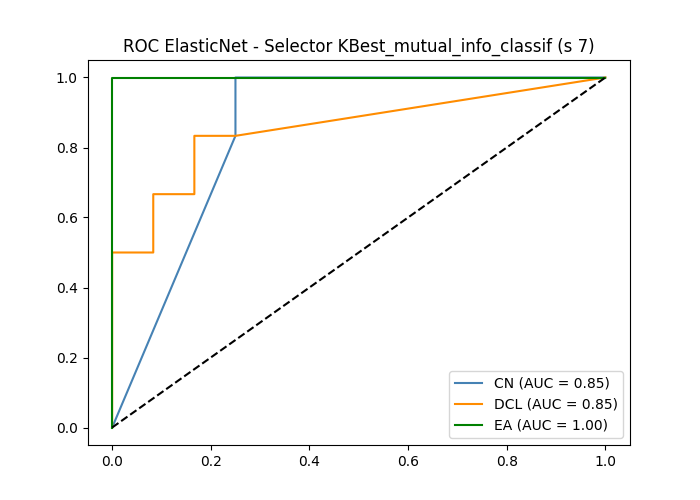 ROC ElasticNet - Selector KBest_mutual_info_classif (s 7)
1.0
0.8
0.6
0.4
0.2
0.0
CN (AUC = 0.85)
DCL (AUC = 0.85)
EA (AUC = 1.00)
0.0 0.2 0.4 0.6 0.8 1.0